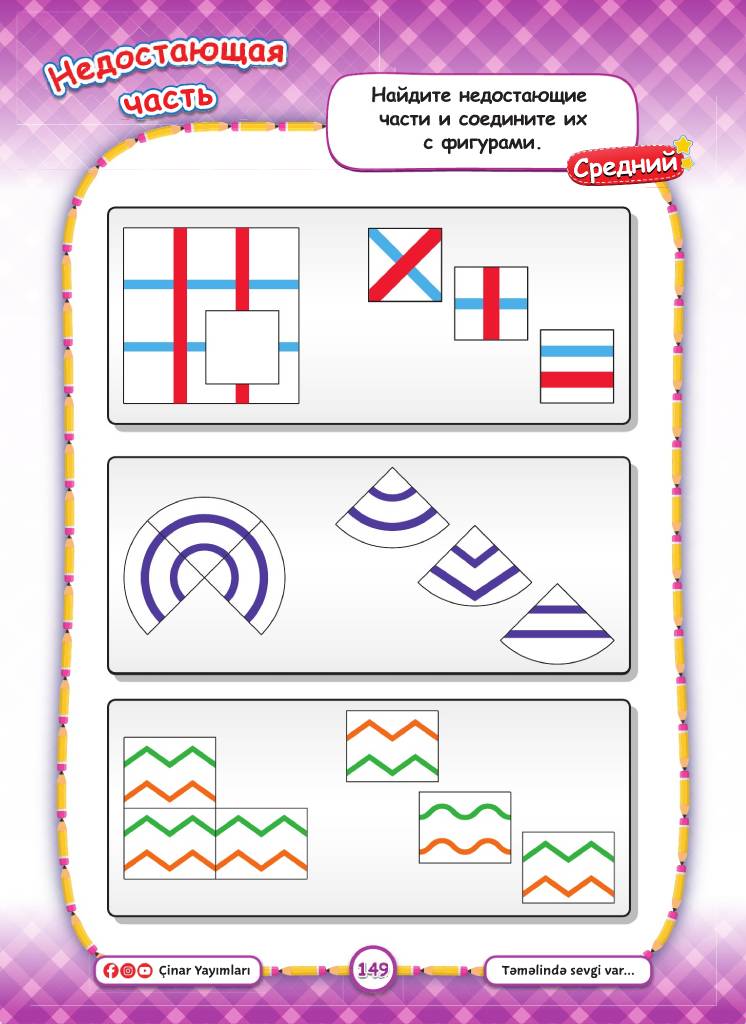 Недостающая
часть
Найдите недостающие
части и соедините их
с фигурами.
Средний
Çinar Yayımları
149
Təməlində sevgi var...